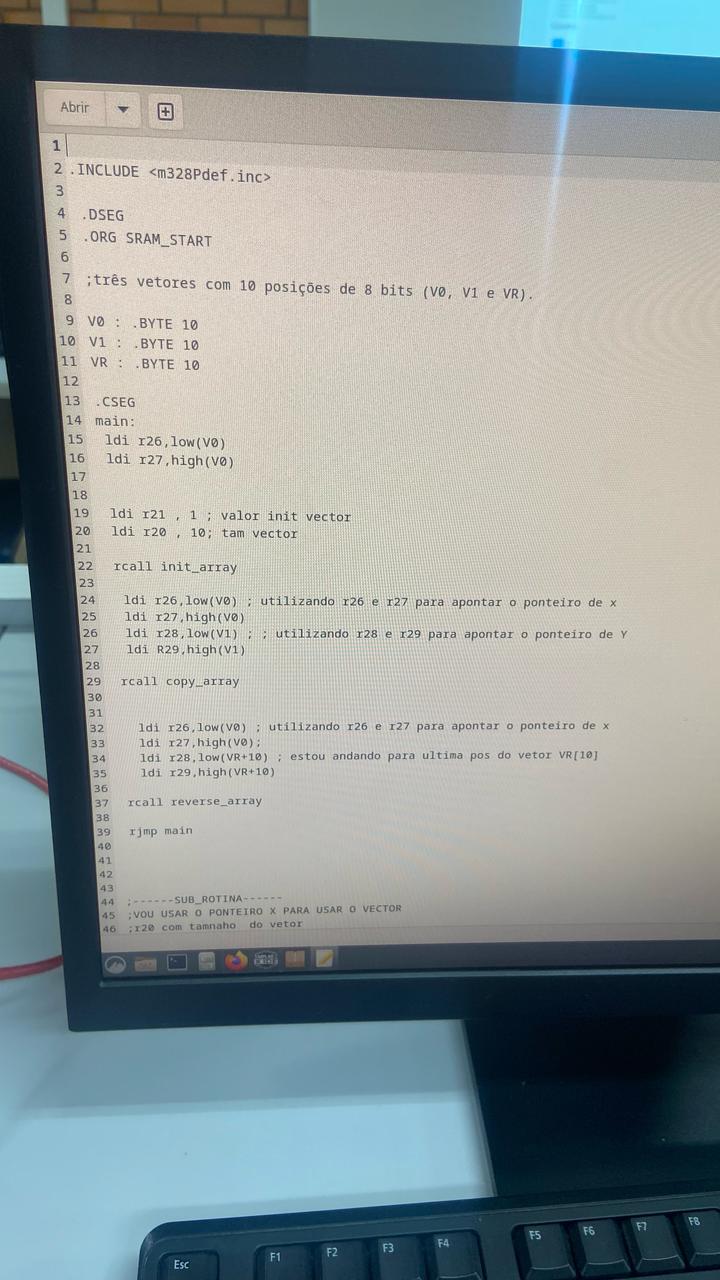 Abrir
1
2 .INCLUDE <m328Pdef.inc>
3
4 .DSEG
5 .ORG SRAM_START
6
7 ;três vetores com 10 posições de 8 bits (V0, V1 e VR).
8
9 V0 : .BYTE 10
10 V1 : .BYTE 10
11 VR : .BYTE 10
12
13 .CSEG
14 main:
15 ldi r26,low(V0)
16 ldi r27,high(V0)
17
18
19 ldi r21 , 1 ; valor init vector
20 ldi r20 , 10; tam vector
21
22 rcall init_array
23
24 ldi r26,low(V0) ; utilizando r26 e r27 para apontar o ponteiro de x
25 ldi r27,high(V0)
26 ldi r28,low(V1) ; ; utilizando r28 e r29 para apontar o ponteiro de Y
27 ldi R29,high(V1)
28
29 rcall copy_array
30
31
32 ldi r26,low(V0) ; utilizando r26 e r27 para apontar o ponteiro de x
33 ldi r27,high(V0);
34 ldi r28,low(VR+10) ; estou andando para ultima pos do vetor VR[10]
35 ldi r29,high(VR+10)
36
37 rcall reverse_array
38
39 rjmp main
40
41
42
43
44 ;------SUB_ROTINA------
45 ;VOU USAR O PONTEIRO X PARA USAR O VECTOR
46 ;r20 com tamnaho do vetor
Esc
F1
F2
F3
F4
F5
F6
F7
F8